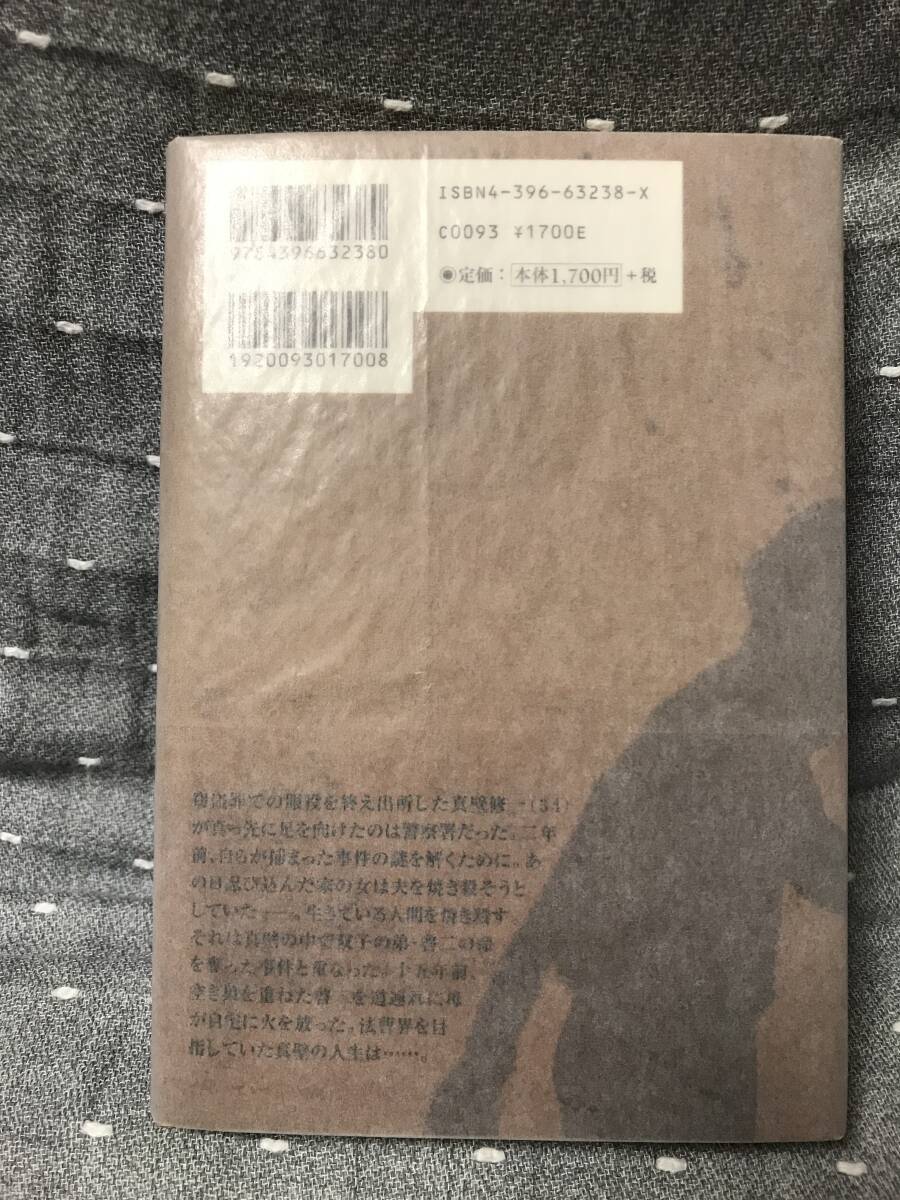 9784396632380
1920093017008
ISBN4-396-63238-X
C0093 ¥1700E
●定価：本体1,700円+税
窃盗罪での服役を終え出所した真壁修一(34)
が真っ先に足を向けたのは警察署だった。二年
前、自らが捕まった事件の謎を解くために。あ
の日忍び込んだ家の女は夫を焼き殺そうと
していた――。生きている人間を焼き殺す
それは真壁の中で双子の弟・啓二の命
を奪った事件と重なった。十五年前、
空き巣を重ねた啓二を道連れに母
が自宅に火を放った。法曹界を目
指していた真壁の人生は……。